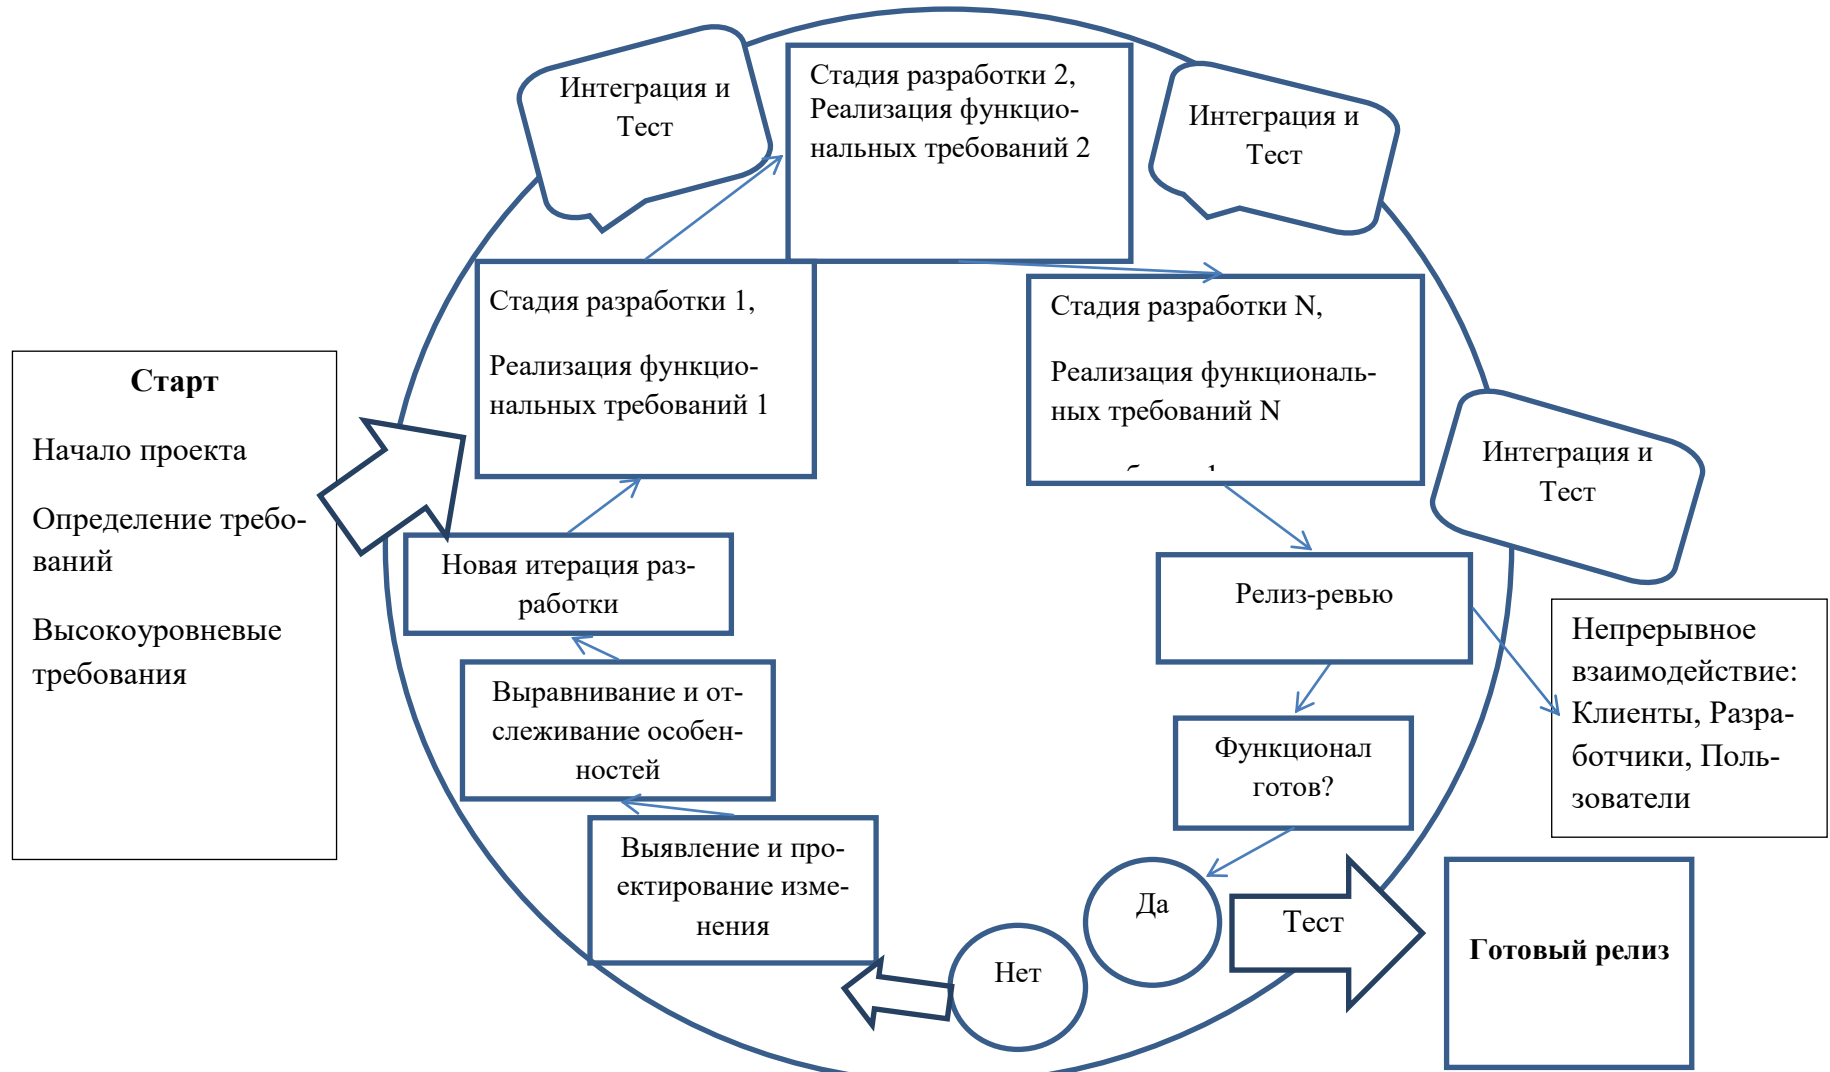 Интеграция и
Тест
Стадия разработки 2,
Реализация функцио-
нальных требований 2
Интеграция и
Тест
Стадия разработки 1,
Реализация функцио-
нальных требований 1
Стадия разработки N,
Реализация функциональ-
ных требований N
Старт
Начало проекта
Определение требо-
ваний
Высокоуровневые
требования
Интеграция и
Тест
Новая итерация раз-
работки
Релиз-ревью
Непрерывное
взаимодействие:
Клиенты, Разра-
ботчики, Поль-
зователи
Выравнивание и от-
слеживание особен-
ностей
Функционал
готов?
Выявление и про-
ектирование изме-
нения
Да
Тест
Готовый релиз
Нет